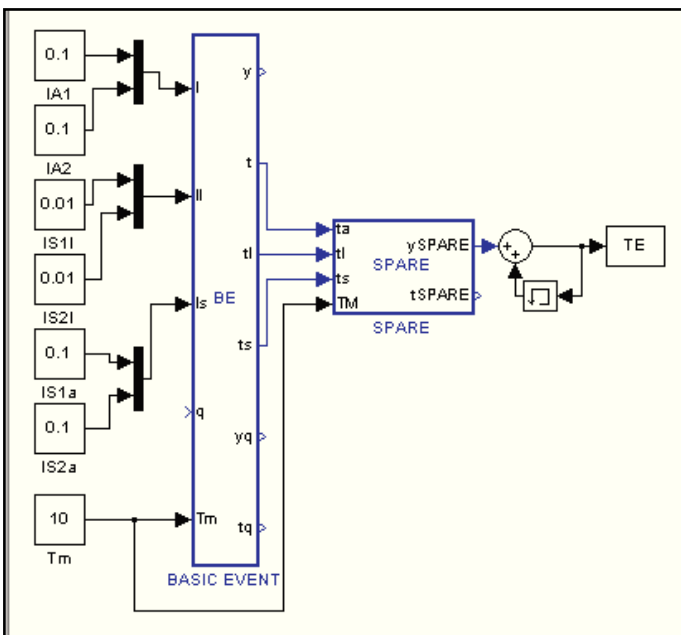 0.1
IA1
0.1
IA2
0.01
IS1I
0.01
IS2I
0.1
IS1a
0.1
IS2a
10
Tm
I
II
Is
q
Tm
BE
y
t
tI
ts
yq
tq
BASIC EVENT
ta
tI
ts
TM
ySPARE
SPARE
tSPARE
SPARE
+
+
TE